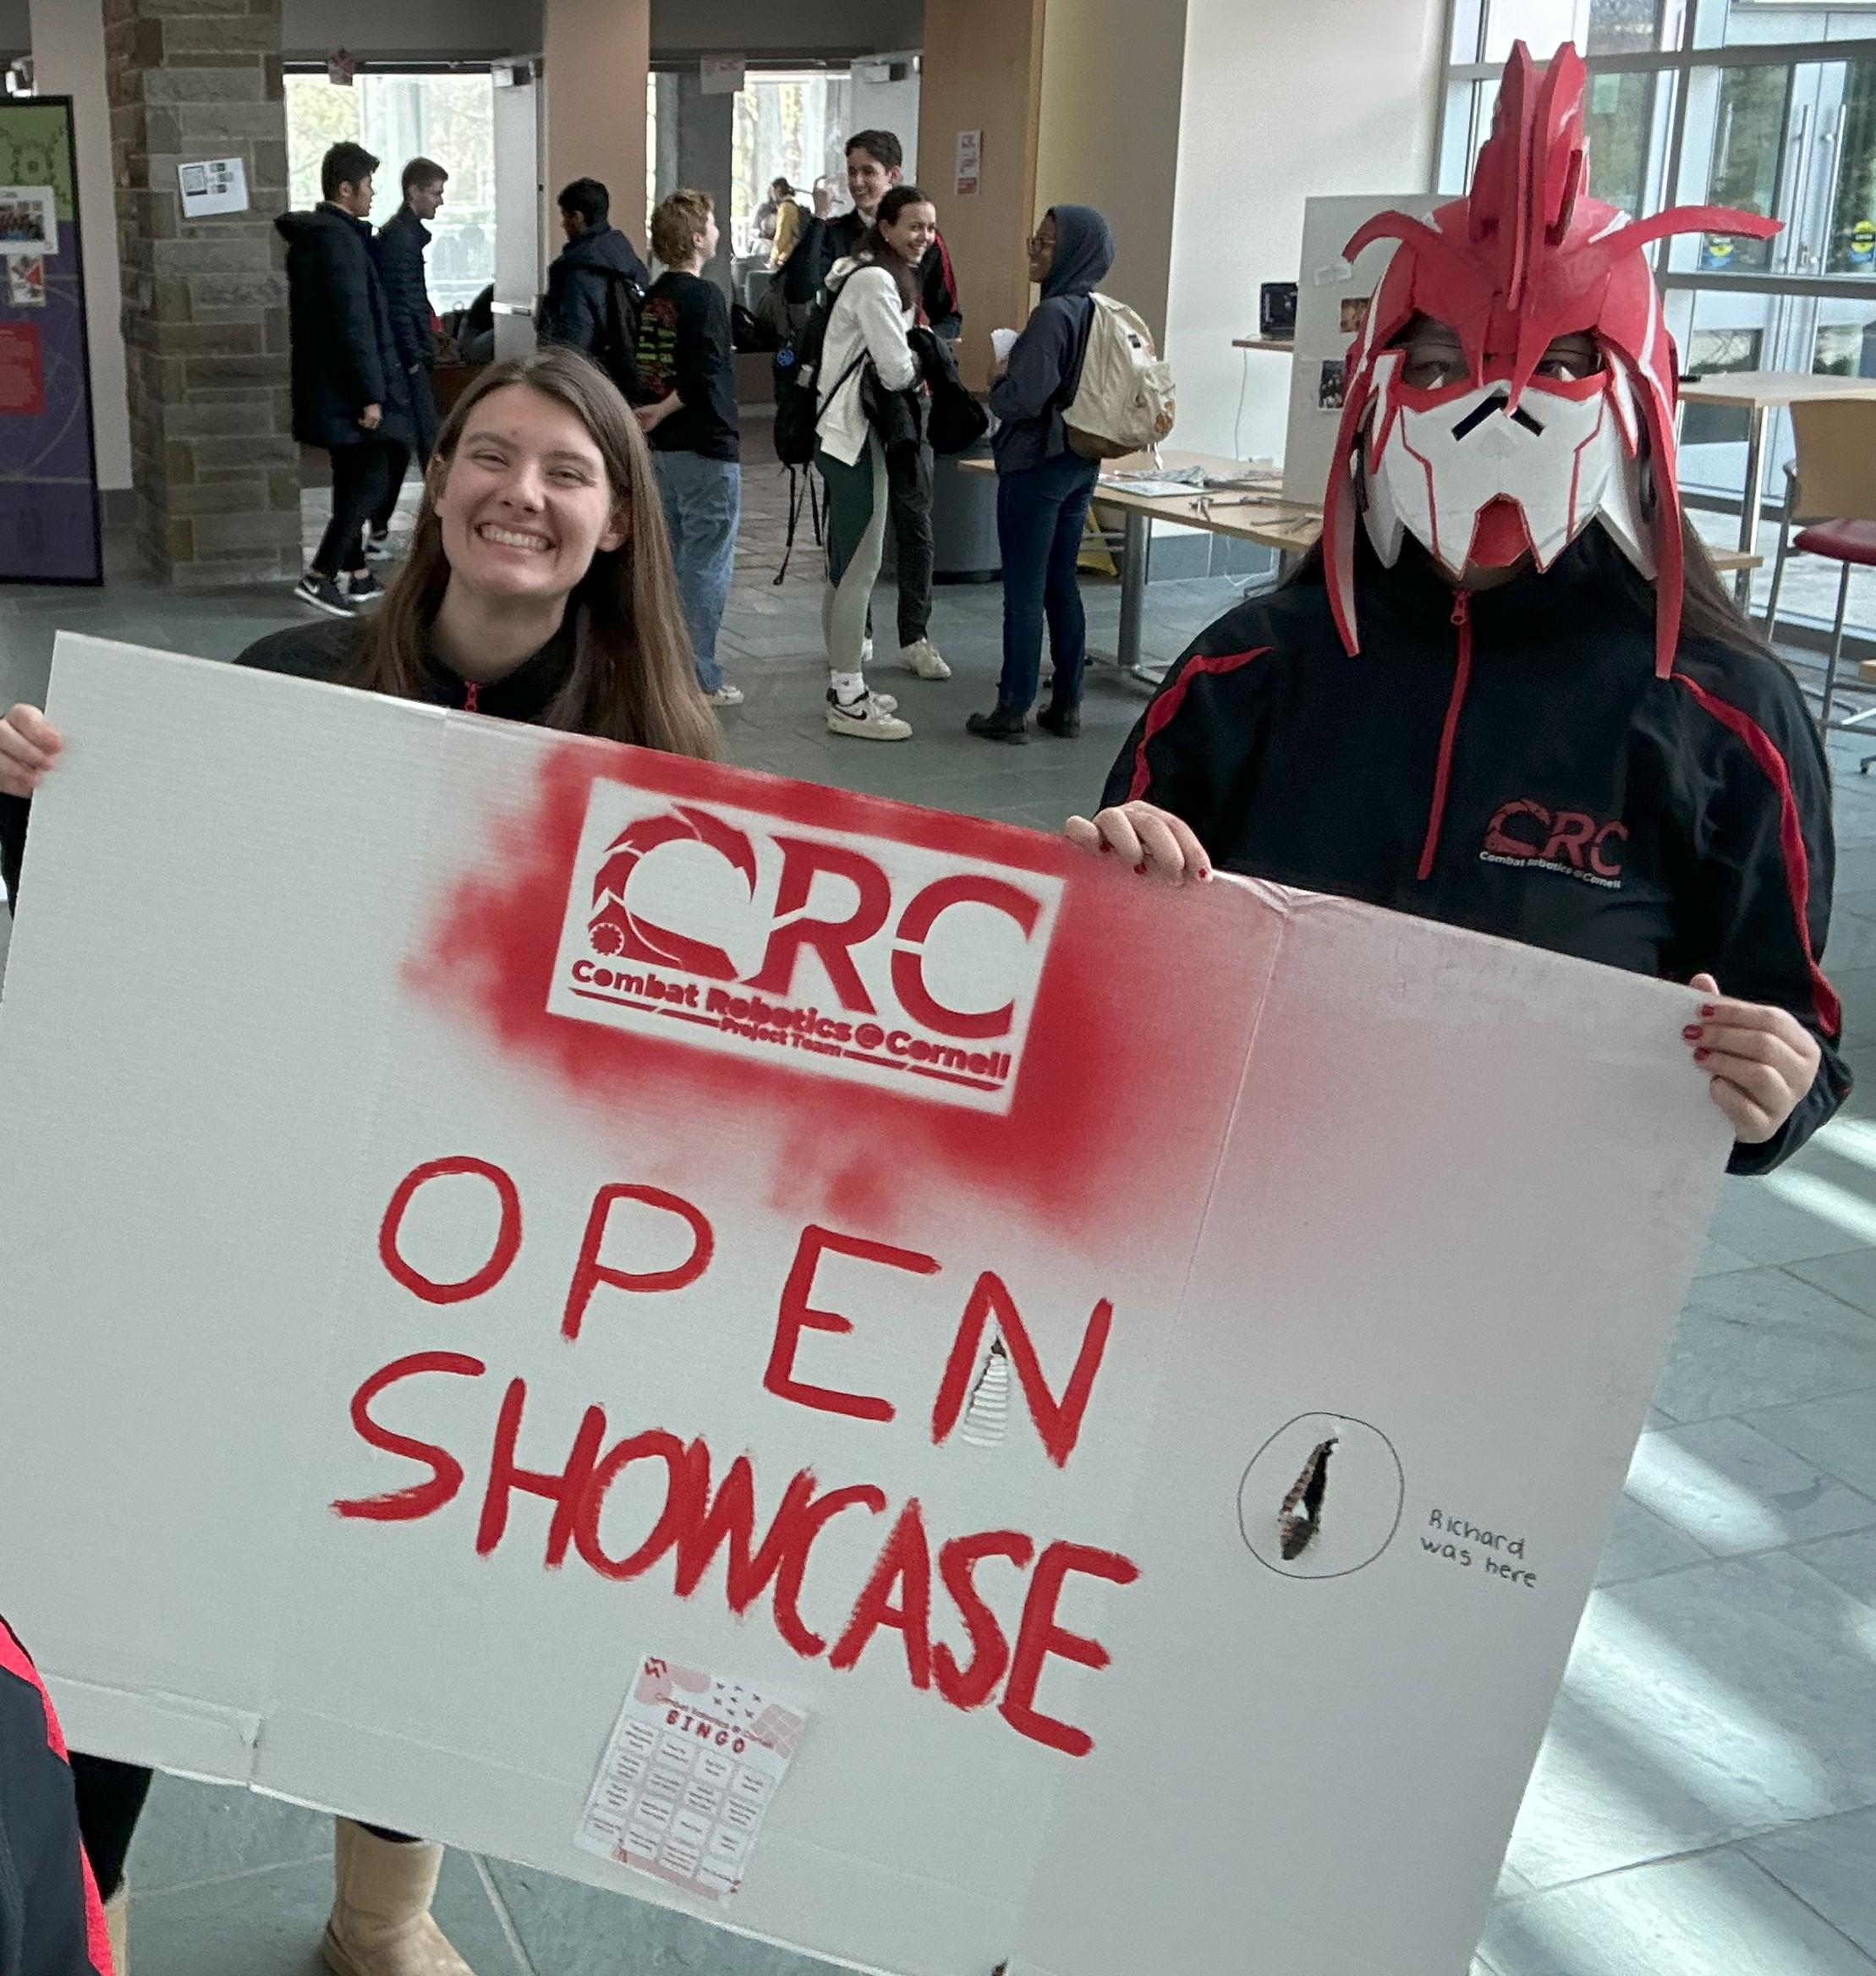 CRC
Combat Robotics @ Cornell
Project Team
OPEN
SHOWCASE
Richard
was here
BINGO
CRC
Combat Robotics @ Cornell